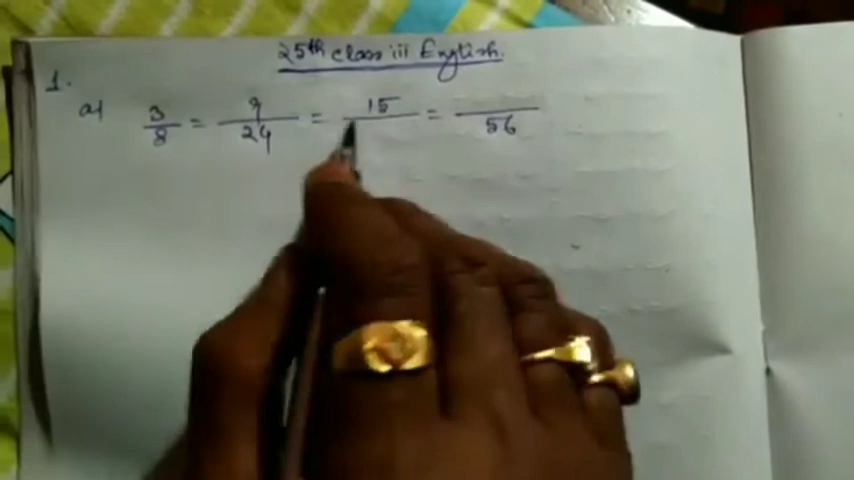 25th class iii English.
1.
a) 3/8 = 9/24 = 15/ = /56